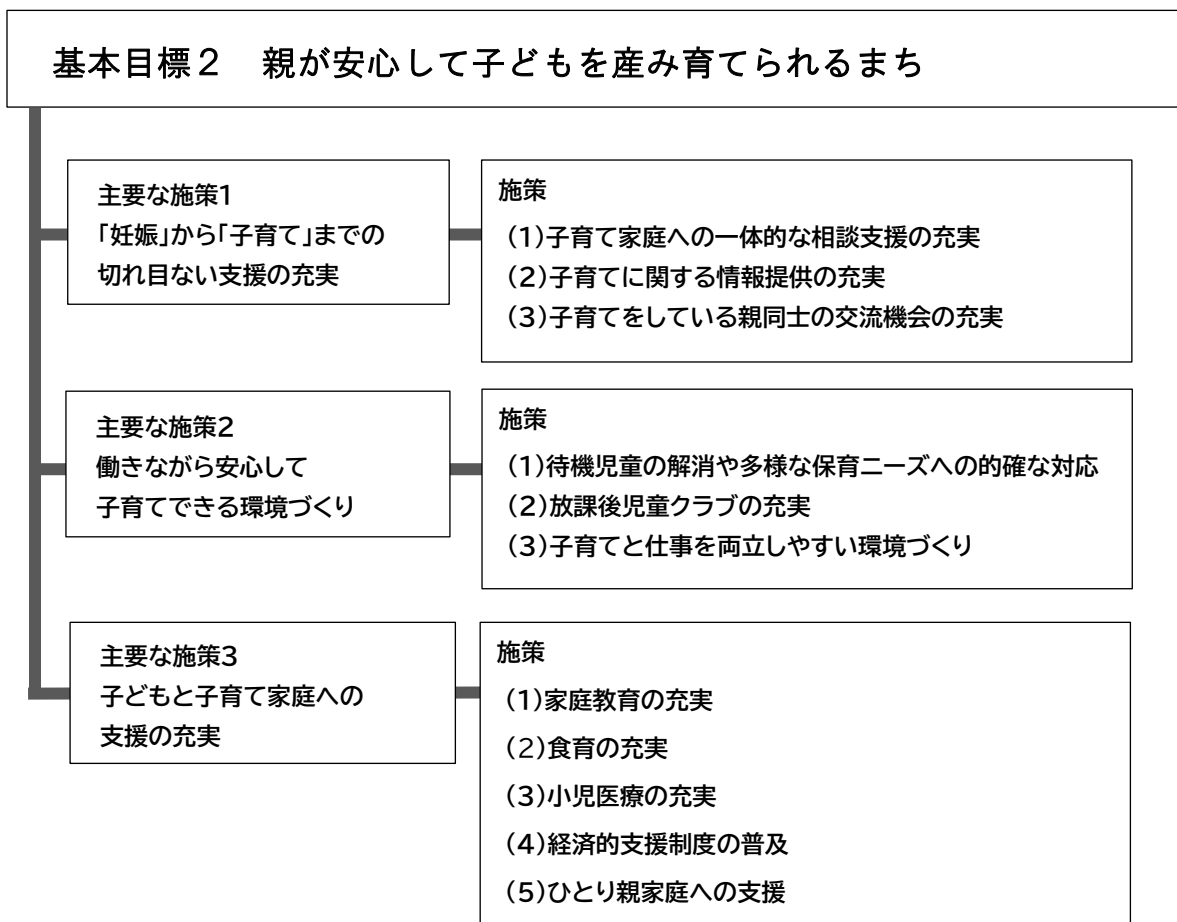 基本目標２　親が安心して子どもを産み育てられるまち
主要な施策1
「妊娠」から「子育て」までの
切れ目ない支援の充実
施策
(1)子育て家庭への一体的な相談支援の充実
(2)子育てに関する情報提供の充実
(3)子育てをしている親同士の交流機会の充実
主要な施策2
働きながら安心して
子育てできる環境づくり
施策
(1)待機児童の解消や多様な保育ニーズへの的確な対応
(2)放課後児童クラブの充実
(3)子育てと仕事を両立しやすい環境づくり
主要な施策3
子どもと子育て家庭への
支援の充実
施策
(1)家庭教育の充実
(2)食育の充実
(3)小児医療の充実
(4)経済的支援制度の普及
(5)ひとり親家庭への支援